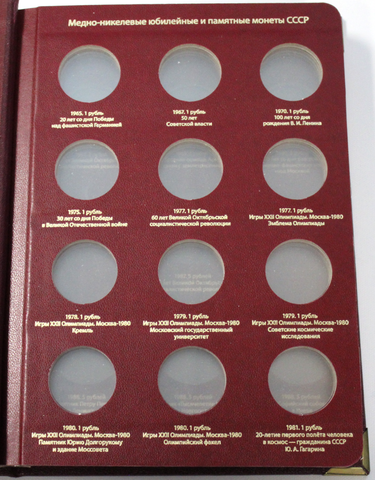 Медно-никелевые юбилейные и памятные монеты СССР
1965. 1 рубль
20 лет со дня Победы
над фашистской Германией
1967. 1 рубль
50 лет
Советской власти
1970. 1 рубль
100 лет со дня
рождения В. И. Ленина
1975. 1 рубль
30 лет со дня Победы
в Великой Отечественной войне
1977. 1 рубль
60 лет Великой Октябрьской
социалистической революции
1977. 1 рубль
Игры XXII Олимпиады. Москва-1980
Эмблема Олимпиады
1978. 1 рубль
Игры XXII Олимпиады. Москва-1980
Кремль
1979. 1 рубль
Игры XXII Олимпиады. Москва-1980
Московский государственный
университет
1979. 1 рубль
Игры XXII Олимпиады. Москва-1980
Советские космические
исследования
1980. 1 рубль
Игры XXII Олимпиады. Москва-1980
Памятник Юрию Долгорукому
и здание Моссовета
1980. 1 рубль
Игры XXII Олимпиады. Москва-1980
Олимпийский факел
1981. 1 рубль
20-летие первого полёта человека
в космос — гражданина СССР
Ю. А. Гагарина